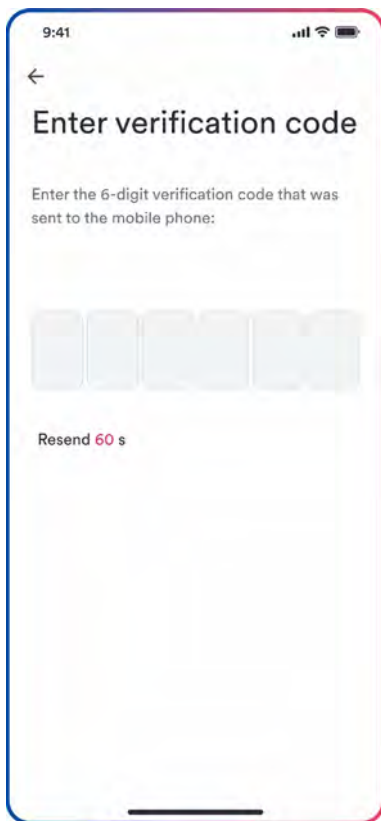 9:41
Enter verification code
Enter the 6-digit verification code that was
sent to the mobile phone:
Resend 60 s